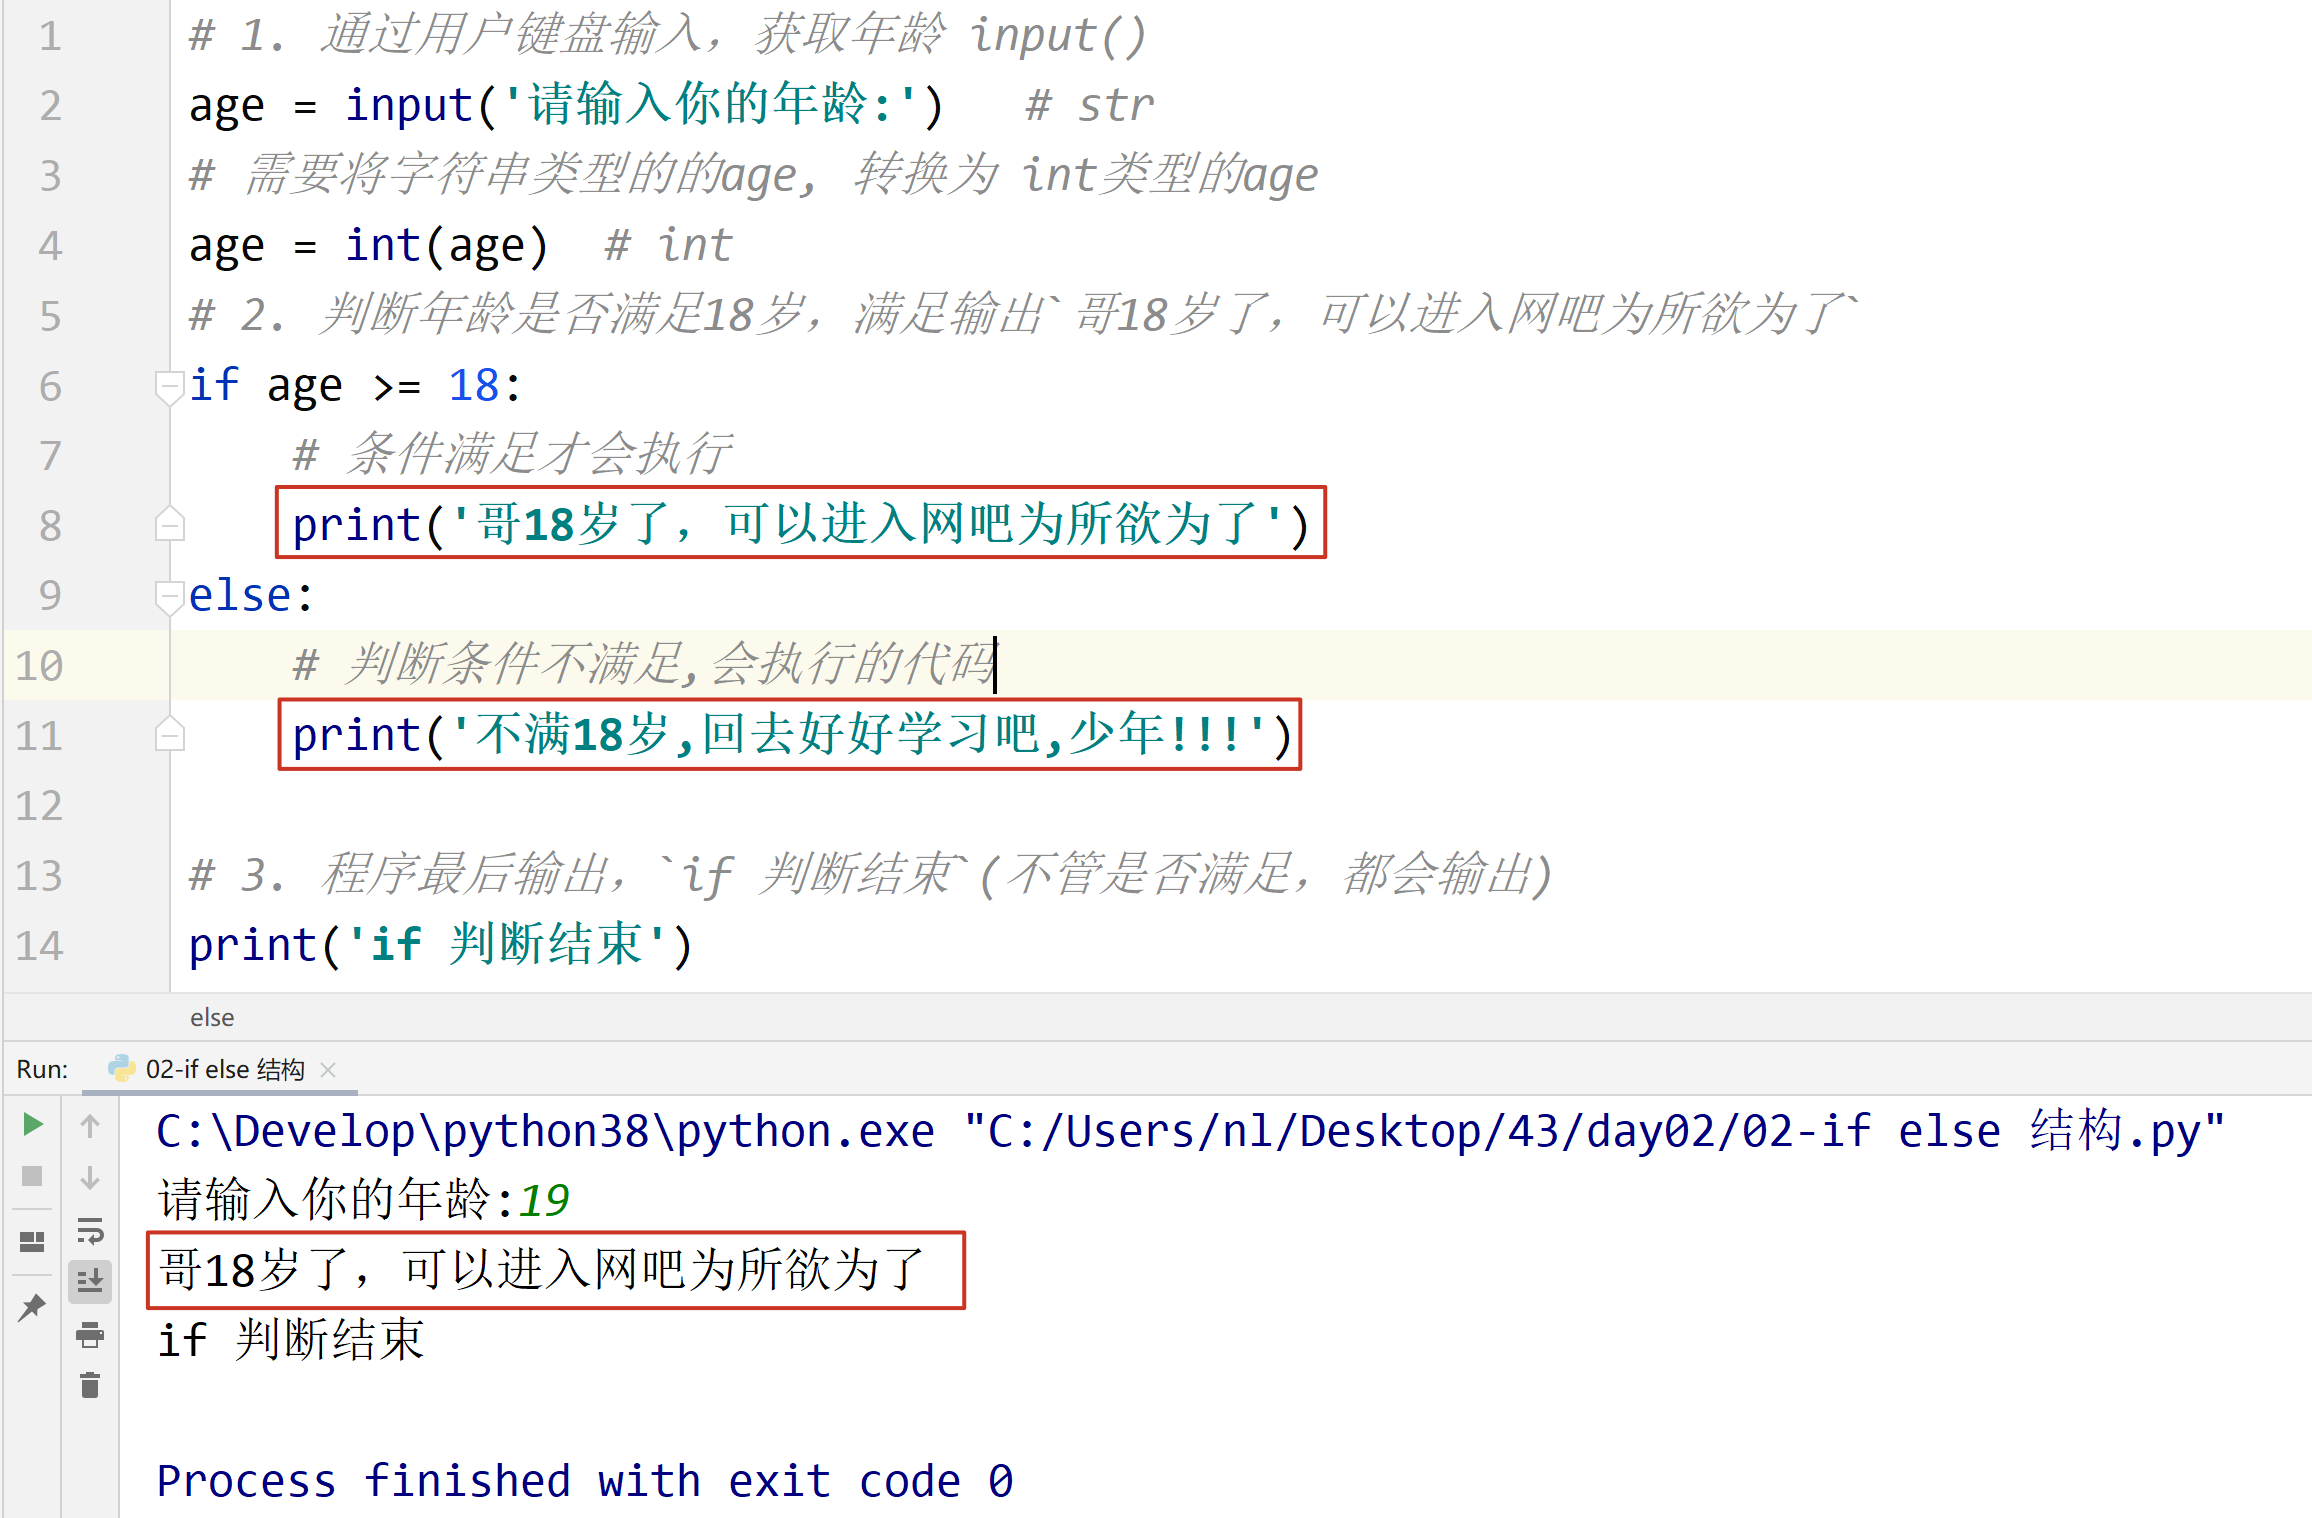 1 # 1. 通过用户键盘输入，获取年龄 input()
2 age = input('请输入你的年龄:')   # str
3 # 需要将字符串类型的的age, 转换为 int类型的age
4 age = int(age)  # int
5 # 2. 判断年龄是否满足18岁，满足输出`哥18岁了，可以进入网吧为所欲为了`
6 if age >= 18:
7     # 条件满足才会执行
8     print('哥18岁了，可以进入网吧为所欲为了')
9 else:
10     # 判断条件不满足,会执行的代码
11     print('不满18岁,回去好好学习吧,少年!!!')
12
13 # 3. 程序最后输出，`if 判断结束`(不管是否满足，都会输出)
14 print('if 判断结束')
else
Run: 02-if else 结构
C:\Develop\python38\python.exe "C:/Users/nl/Desktop/43/day02/02-if else 结构.py"
请输入你的年龄:19
哥18岁了，可以进入网吧为所欲为了
if 判断结束
Process finished with exit code 0